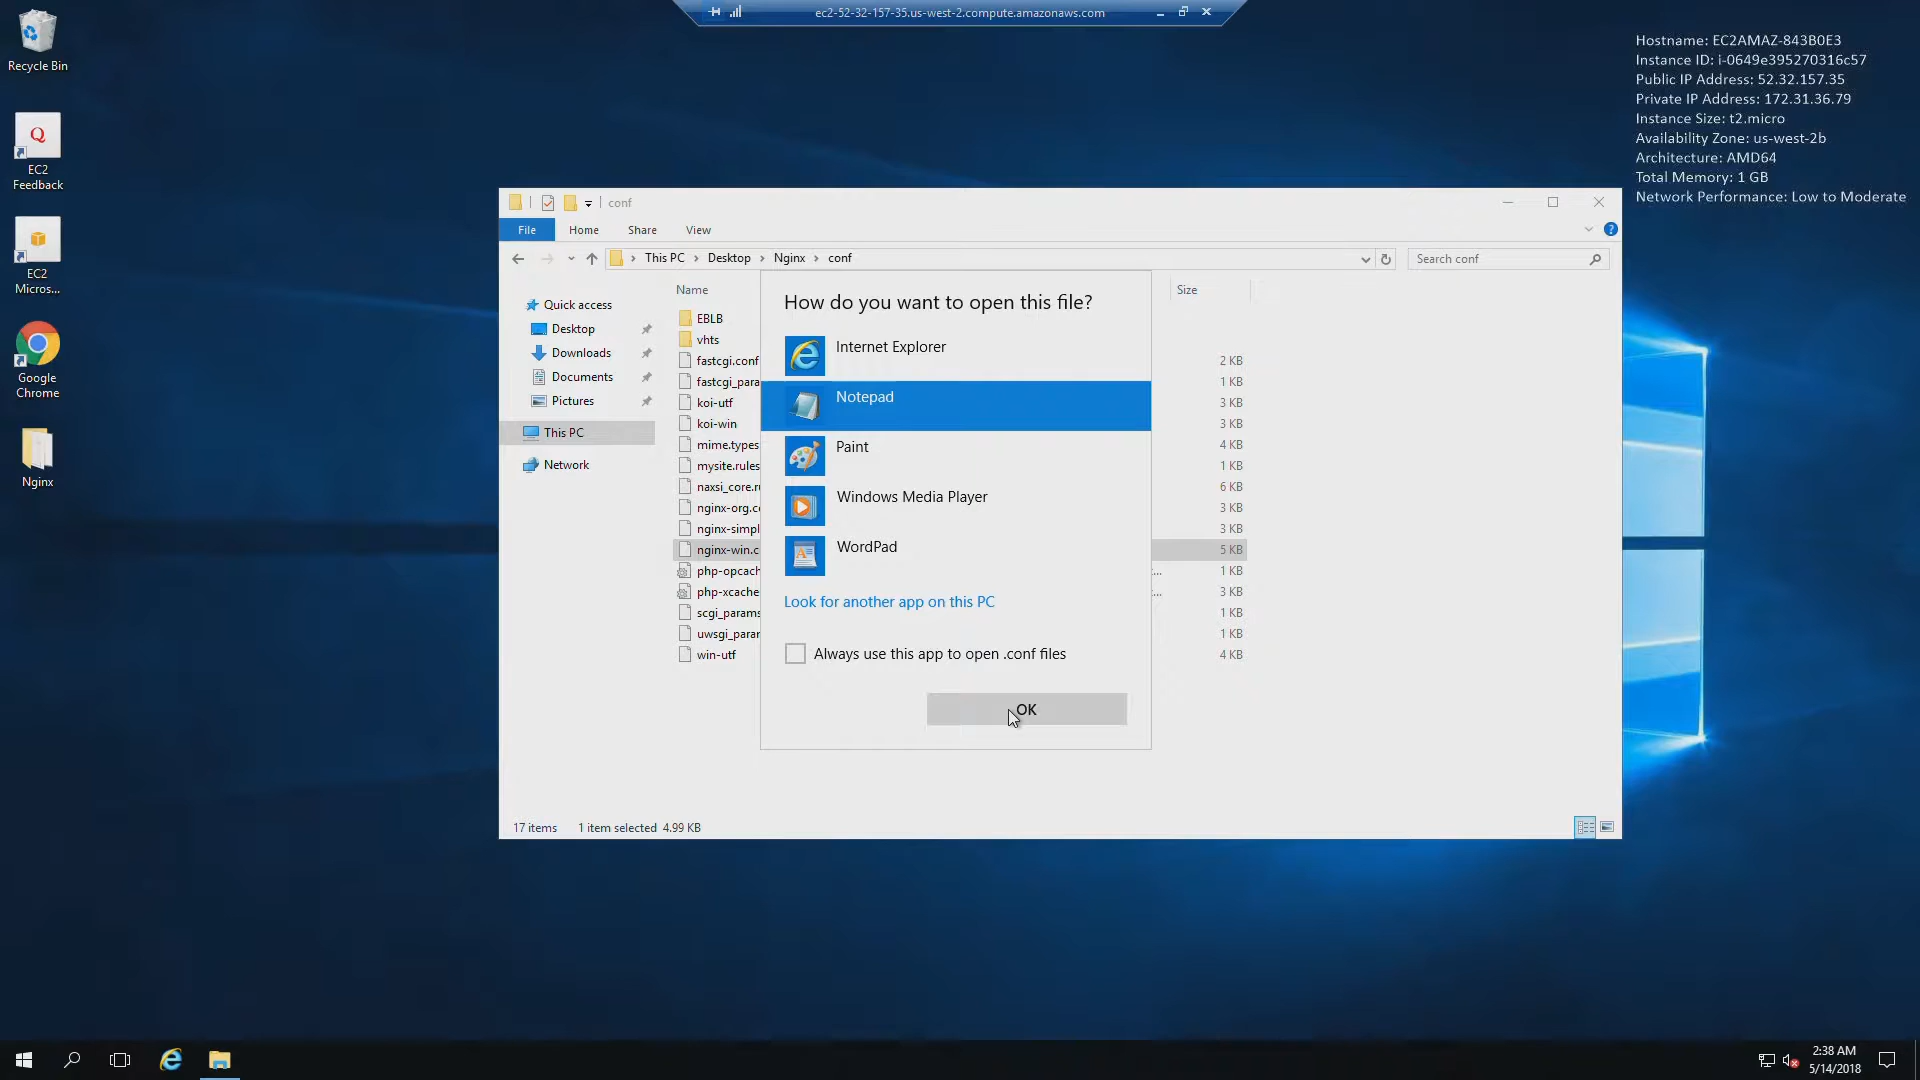 ec2-52-32-157-35.us-west-2.compute.amazonaws.com
Recycle Bin
EC2
Feedback
EC2
Micros...
Google
Chrome
Nginx
Hostname: EC2AMAZ-843B0E3
Instance ID: i-0649e395270316c57
Public IP Address: 52.32.157.35
Private IP Address: 172.31.36.79
Instance Size: t2.micro
Availability Zone: us-west-2b
Architecture: AMD64
Total Memory: 1 GB
Network Performance: Low to Moderate
conf
File Home Share View
This PC Desktop Nginx conf
Search conf
Quick access
Desktop
Downloads
Documents
Pictures
This PC
Network
Name Size
EBLB
vhts
fastcgi.conf 2 KB
fastcgi_para 1 KB
koi-utf 3 KB
koi-win 3 KB
mime.types 4 KB
mysite.rules 1 KB
naxsi_core.ru 6 KB
nginx-org.co 3 KB
nginx-simpl 3 KB
nginx-win.c 5 KB
php-opcach ... 1 KB
php-xcache ... 3 KB
scgi_params 1 KB
uwsgi_parar 1 KB
win-utf 4 KB
How do you want to open this file?
Internet Explorer
Notepad
Paint
Windows Media Player
WordPad
Look for another app on this PC
Always use this app to open .conf files
OK
17 items 1 item selected 4.99 KB
2:38 AM
5/14/2018